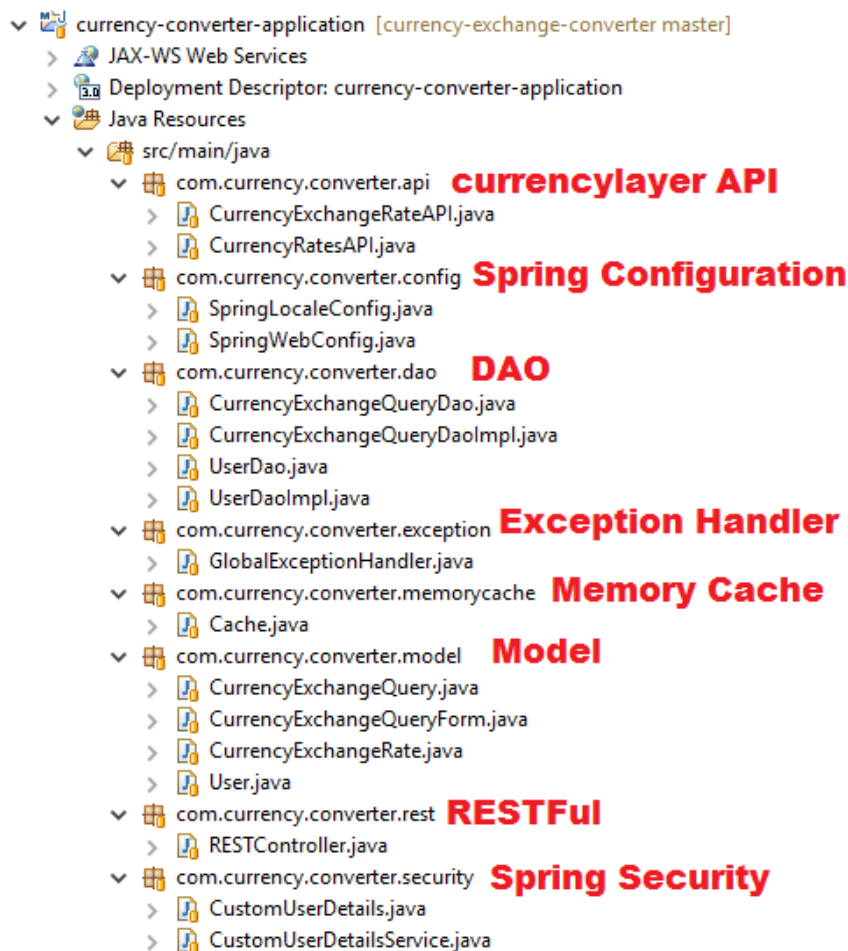 currency-converter-application [currency-exchange-converter master]
JAX-WS Web Services
Deployment Descriptor: currency-converter-application
Java Resources
src/main/java
com.currency.converter.api currencylayer API
CurrencyExchangeRateAPI.java
CurrencyRatesAPI.java
com.currency.converter.config Spring Configuration
SpringLocaleConfig.java
SpringWebConfig.java
com.currency.converter.dao DAO
CurrencyExchangeQueryDao.java
CurrencyExchangeQueryDaoImpl.java
UserDao.java
UserDaoImpl.java
com.currency.converter.exception Exception Handler
GlobalExceptionHandler.java
com.currency.converter.memorycache Memory Cache
Cache.java
com.currency.converter.model Model
CurrencyExchangeQuery.java
CurrencyExchangeQueryForm.java
CurrencyExchangeRate.java
User.java
com.currency.converter.rest RESTFul
RESTController.java
com.currency.converter.security Spring Security
CustomUserDetails.java
CustomUserDetailsService.java